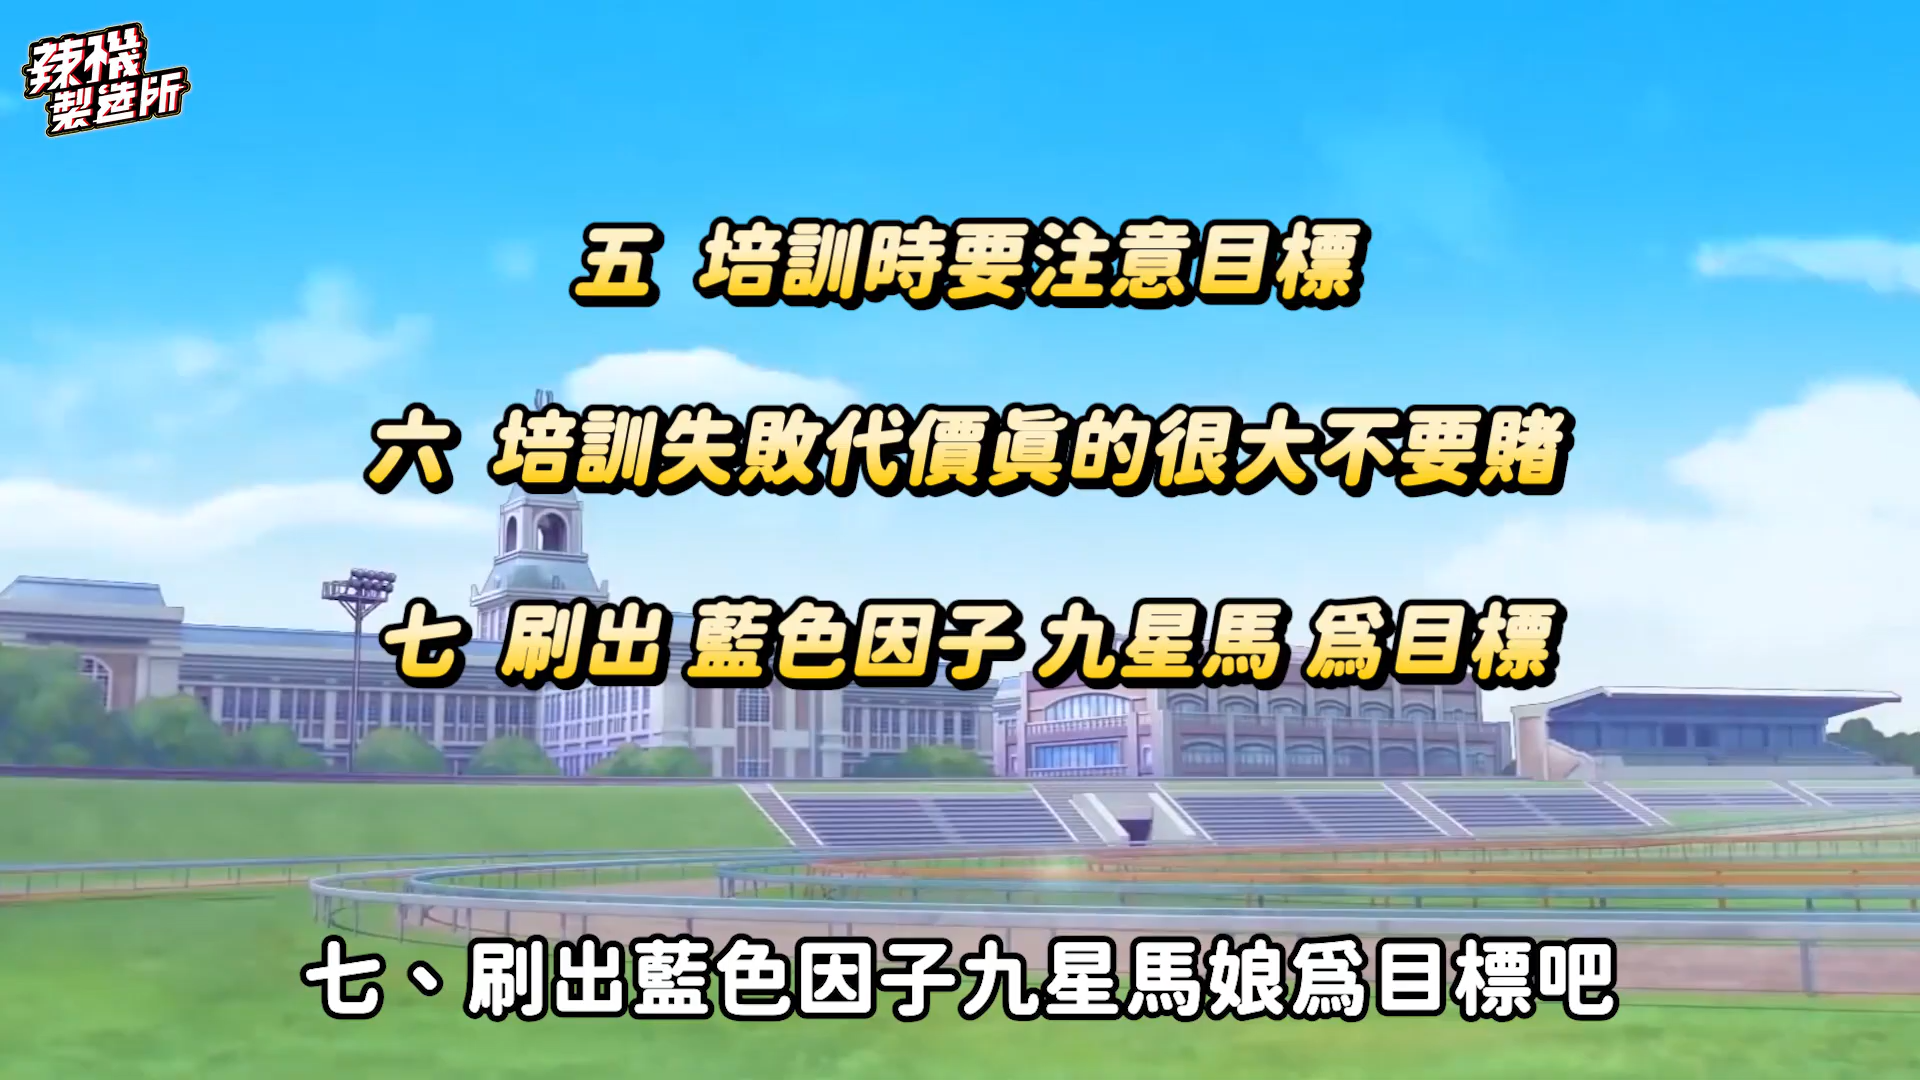 辣機
製造所
五 培訓時要注意目標
六 培訓失敗代價真的很大不要賭
七 刷出 藍色因子 九星馬 為目標
七、刷出藍色因子九星馬娘為目標吧